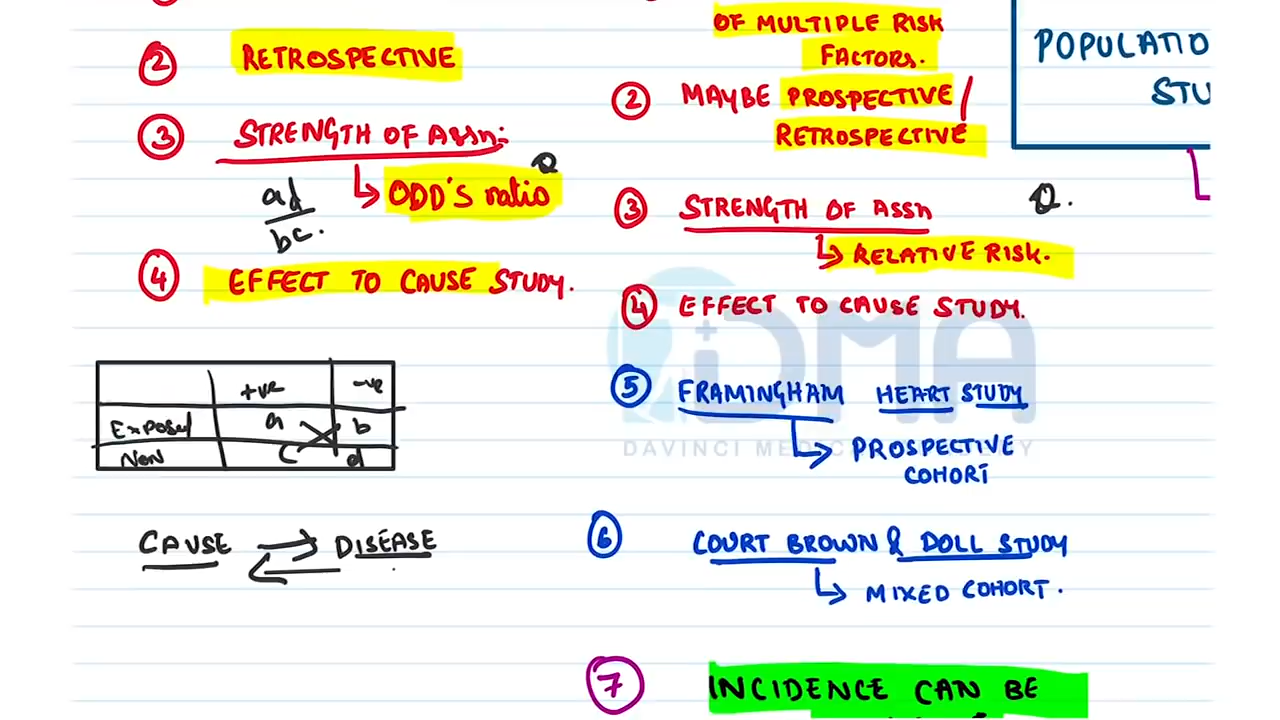 ② RETROSPECTIVE
③ STRENGTH OF ASSN:
↳ ODD'S ratio
Q
ad
bc.
④ EFFECT TO CAUSE STUDY.
+ve -ve
Exposed a b
Non c d
CAUSE DISEASE
OF MULTIPLE RISK
FACTORS.
② MAYBE PROSPECTIVE /
RETROSPECTIVE
③ STRENGTH OF ASSN
↳ RELATIVE RISK.
Q.
④ EFFECT TO CAUSE STUDY.
⑤ FRAMINGHAM HEART STUDY
↳ PROSPECTIVE
COHORT
⑥ COURT BROWN & DOLL STUDY
↳ MIXED COHORT.
⑦ INCIDENCE CAN BE
POPULATIO
STU
DMA